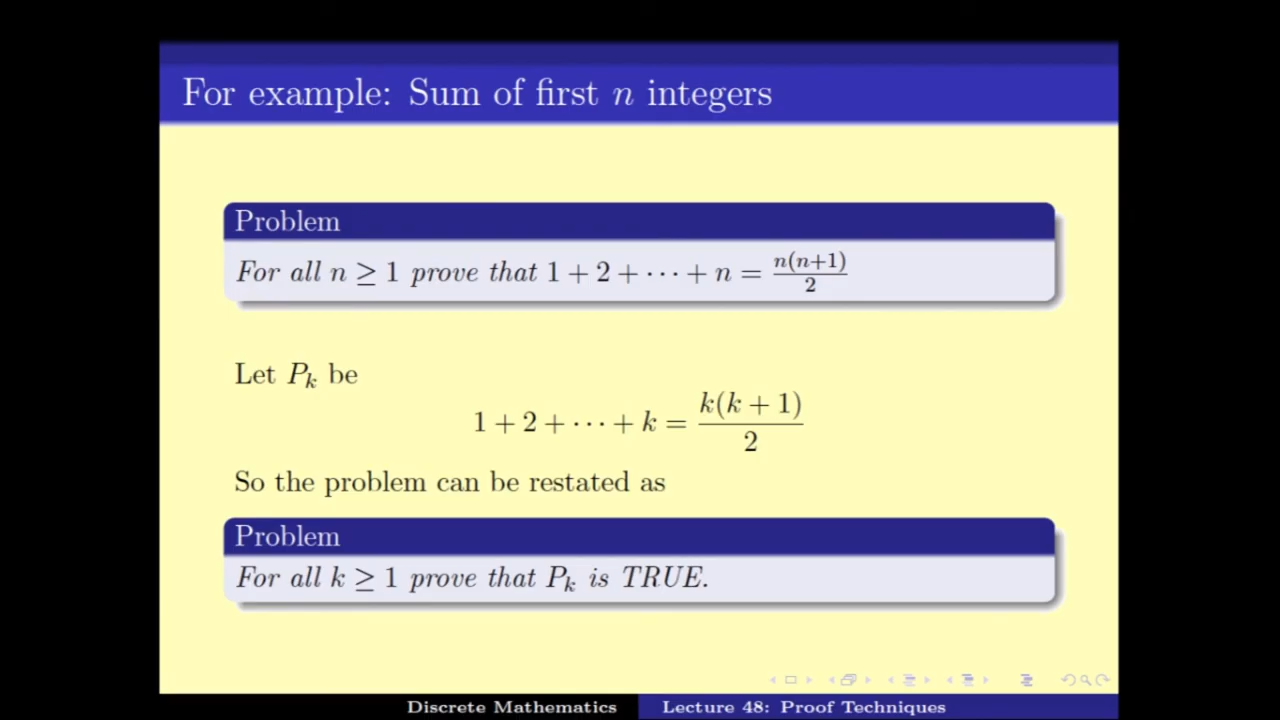 For example: Sum of first n integers
Problem
For all n ≥ 1 prove that 1 + 2 + ⋯ + n = n(n+1)/2
Let P_k be
1 + 2 + ⋯ + k = k(k + 1)/2
So the problem can be restated as
Problem
For all k ≥ 1 prove that P_k is TRUE.
Discrete Mathematics Lecture 48: Proof Techniques